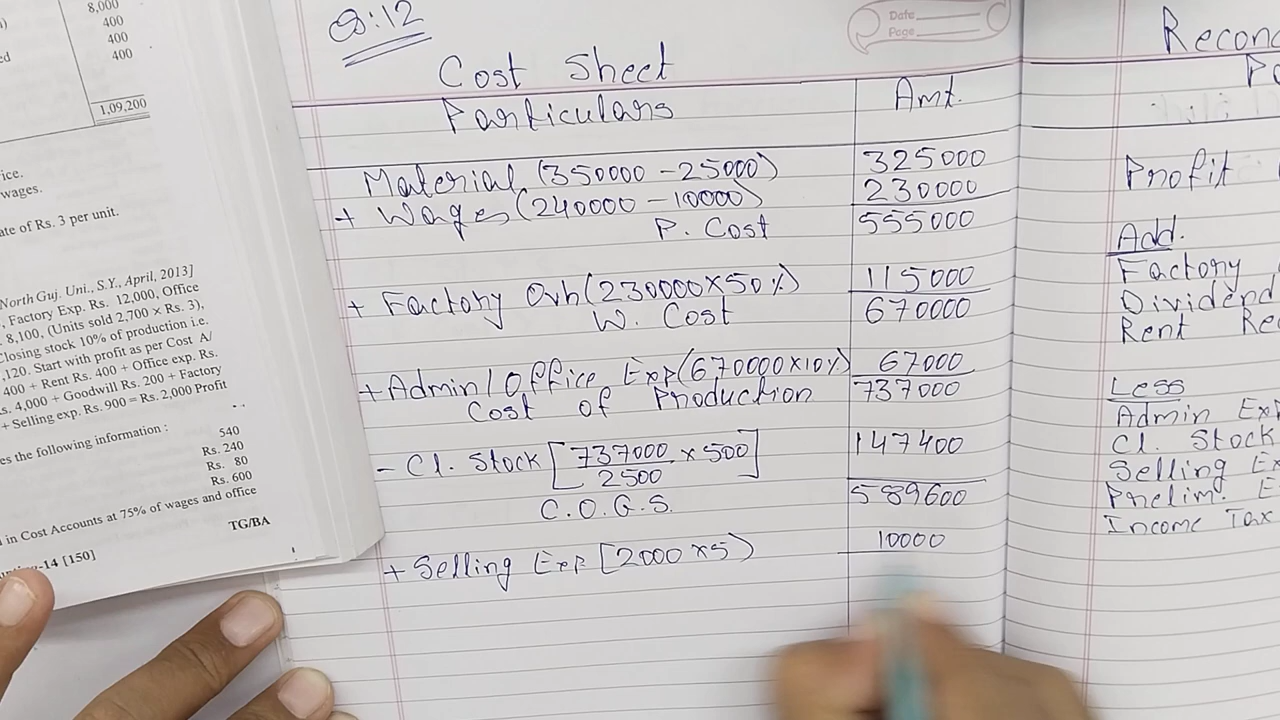 8,000
400
400
400
1,09,200
ice.
wages.
ate of Rs. 3 per unit.
North Guj. Uni., S.Y., April, 2013]
, Factory Exp. Rs. 12,000, Office
8,100, (Units sold 2,700 × Rs. 3),
Closing stock 10% of production i.e.
,120. Start with profit as per Cost A/
400 + Rent Rs. 400 + Office exp. Rs.
s. 4,000 + Goodwill Rs. 200 + Factory
+ Selling exp. Rs. 900 = Rs. 2,000 Profit
es the following information :
540
Rs. 240
Rs. 80
Rs. 600
in Cost Accounts at 75% of wages and office
TG/BA
-14 [150]
Q:12
Date
Page
Cost Sheet
Particulars Amt.
Material (350000 - 25000) 325000
+ Wages (240000 - 10000) 230000
P. Cost 555000
+ Factory Ovh (230000 × 50%) 115000
W. Cost 670000
+ Admin / Office Exp (670000 × 10%) 67000
Cost of Production 737000
- Cl. Stock [737000 × 500] 147400
2500
C.O.G.S. 589600
+ Selling Exp [2000 × 5) 10000
Recon
Pa
Profit
Add.
Factory
Dividend
Rent Re
Less
Admin Exp
Cl. Stock
Selling Ex
Prelim. E
Income Tax